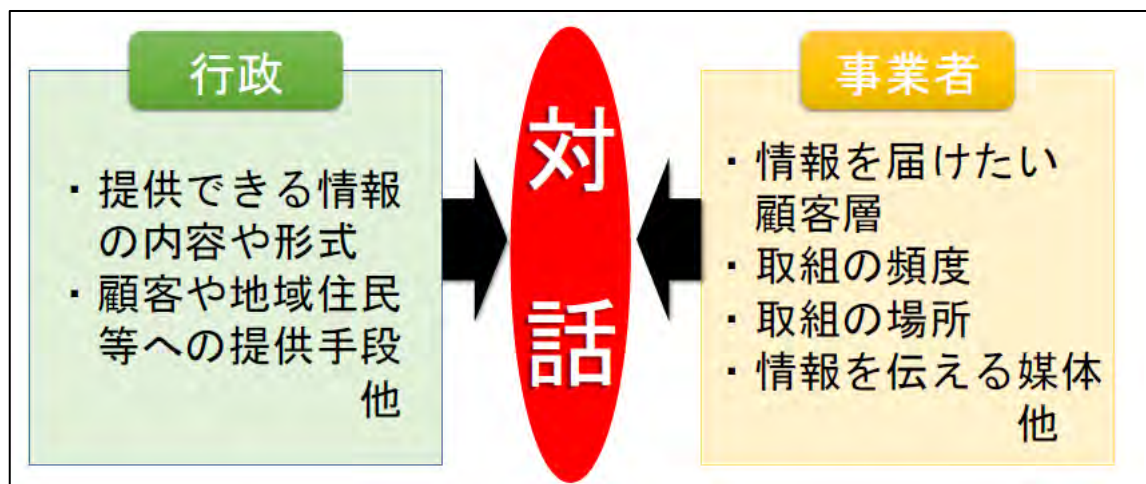 行政
・提供できる情報
の内容や形式
・顧客や地域住民
等への提供手段
他
対
話
事業者
・情報を届けたい
顧客層
・取組の頻度
・取組の場所
・情報を伝える媒体
他